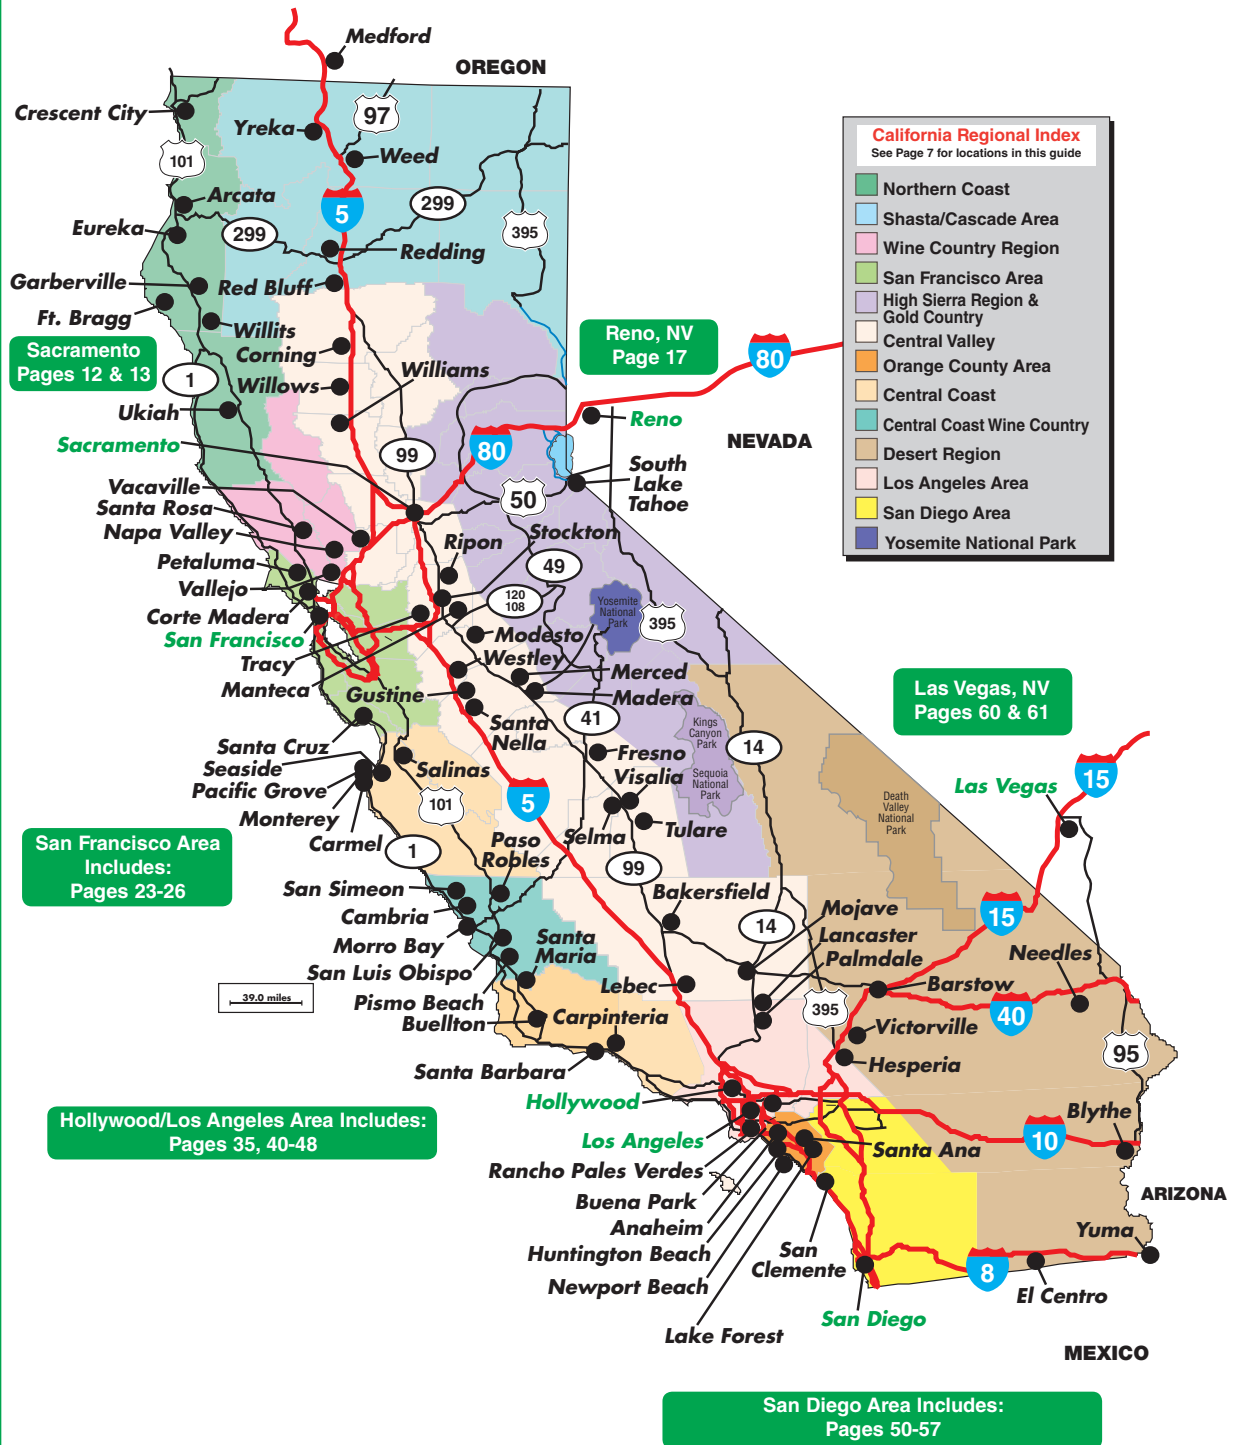 Medford
OREGON
Crescent City
97
Yreka
101
Weed
California Regional Index
See Page 7 for locations in this guide
Northern Coast
Shasta/Cascade Area
Wine Country Region
San Francisco Area
High Sierra Region &
Gold Country
Central Valley
Orange County Area
Central Coast
Central Coast Wine Country
Desert Region
Los Angeles Area
San Diego Area
Yosemite National Park
Arcata
5
299
Eureka
299
395
Redding
Garberville
Red Bluff
Ft. Bragg
Willits
Corning
Sacramento
Pages 12 & 13
Reno, NV
Page 17
80
1
Willows
Williams
Ukiah
Reno
Sacramento
NEVADA
99
80
South
Lake
Tahoe
Vacaville
50
Santa Rosa
Napa Valley
Stockton
Ripon
Petaluma
49
Vallejo
120
108
Yosemite
National
Park
395
Corte Madera
San Francisco
Modesto
Tracy
Westley
Merced
Manteca
Gustine
Madera
Las Vegas, NV
Pages 60 & 61
41
Santa
Nella
Kings
Canyon
Park
14
Santa Cruz
Seaside
Salinas
Fresno
Pacific Grove
Visalia
Sequoia
National
Park
15
Las Vegas
Monterey
101
5
Death
Valley
National
Park
Carmel
1
Selma
Tulare
Paso
Robles
San Francisco Area
Includes:
Pages 23-26
99
San Simeon
Bakersfield
Cambria
14
Mojave
15
Morro Bay
Santa
Maria
Lancaster
Needles
San Luis Obispo
Palmdale
Lebec
Barstow
39.0 miles
Pismo Beach
395
40
Buellton
Carpinteria
Victorville
95
Santa Barbara
Hesperia
Hollywood
Blythe
Hollywood/Los Angeles Area Includes:
Pages 35, 40-48
Los Angeles
10
Santa Ana
Rancho Pales Verdes
Buena Park
ARIZONA
Anaheim
Yuma
Huntington Beach
San
Clemente
Newport Beach
8
El Centro
San Diego
Lake Forest
MEXICO
San Diego Area Includes:
Pages 50-57